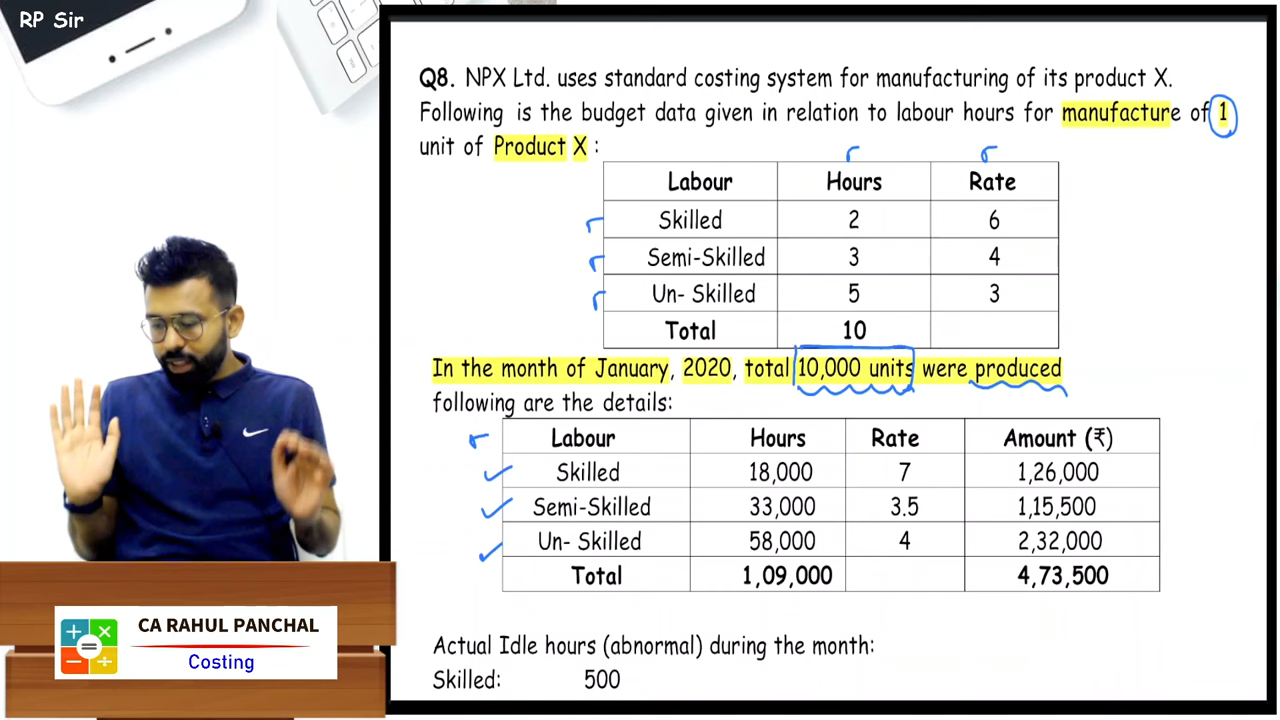 RP Sir
Q8. NPX Ltd. uses standard costing system for manufacturing of its product X.
Following is the budget data given in relation to labour hours for manufacture of 1
unit of Product X :
Labour Hours Rate
Skilled 2 6
Semi-Skilled 3 4
Un- Skilled 5 3
Total 10
In the month of January, 2020, total 10,000 units were produced
following are the details:
Labour Hours Rate Amount (₹)
Skilled 18,000 7 1,26,000
Semi-Skilled 33,000 3.5 1,15,500
Un- Skilled 58,000 4 2,32,000
Total 1,09,000 4,73,500
Actual Idle hours (abnormal) during the month:
Skilled: 500
CA RAHUL PANCHAL
Costing